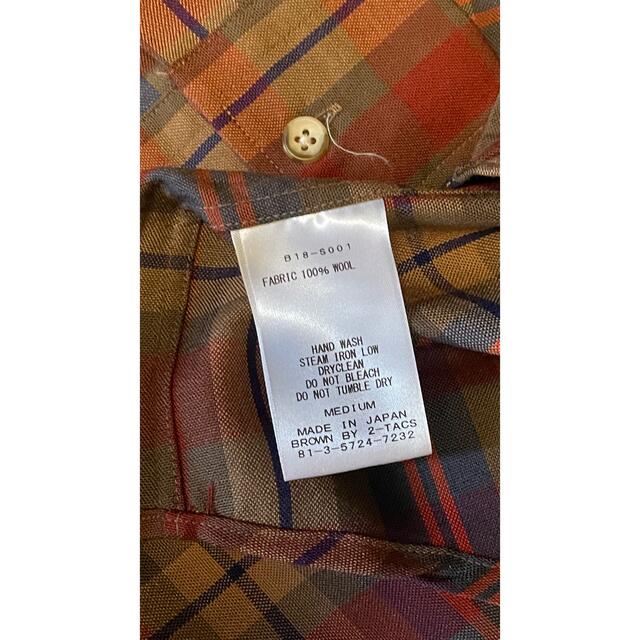 B18-S001
FABRIC 100% WOOL
HAND WASH
STEAM IRON LOW
DRYCLEAN
DO NOT BLEACH
DO NOT TUMBLE DRY
MEDIUM
MADE IN JAPAN
BROWN BY 2-TACS
81-3-5724-7232